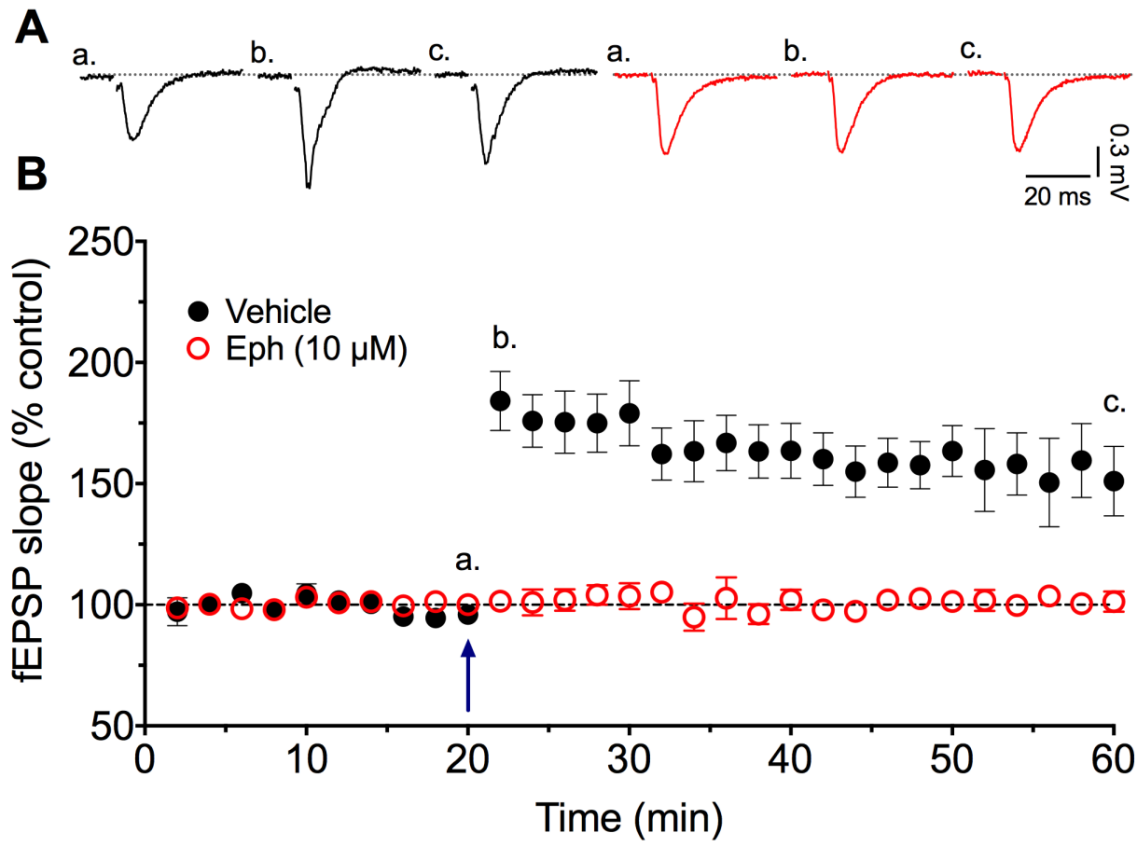 A
a. b. c. a. b. c.
0.3 mV
20 ms
B
250
200
150
100
50
fEPSP slope (% control)
Vehicle
Eph (10 µM)
b.
c.
a.
0 10 20 30 40 50 60
Time (min)